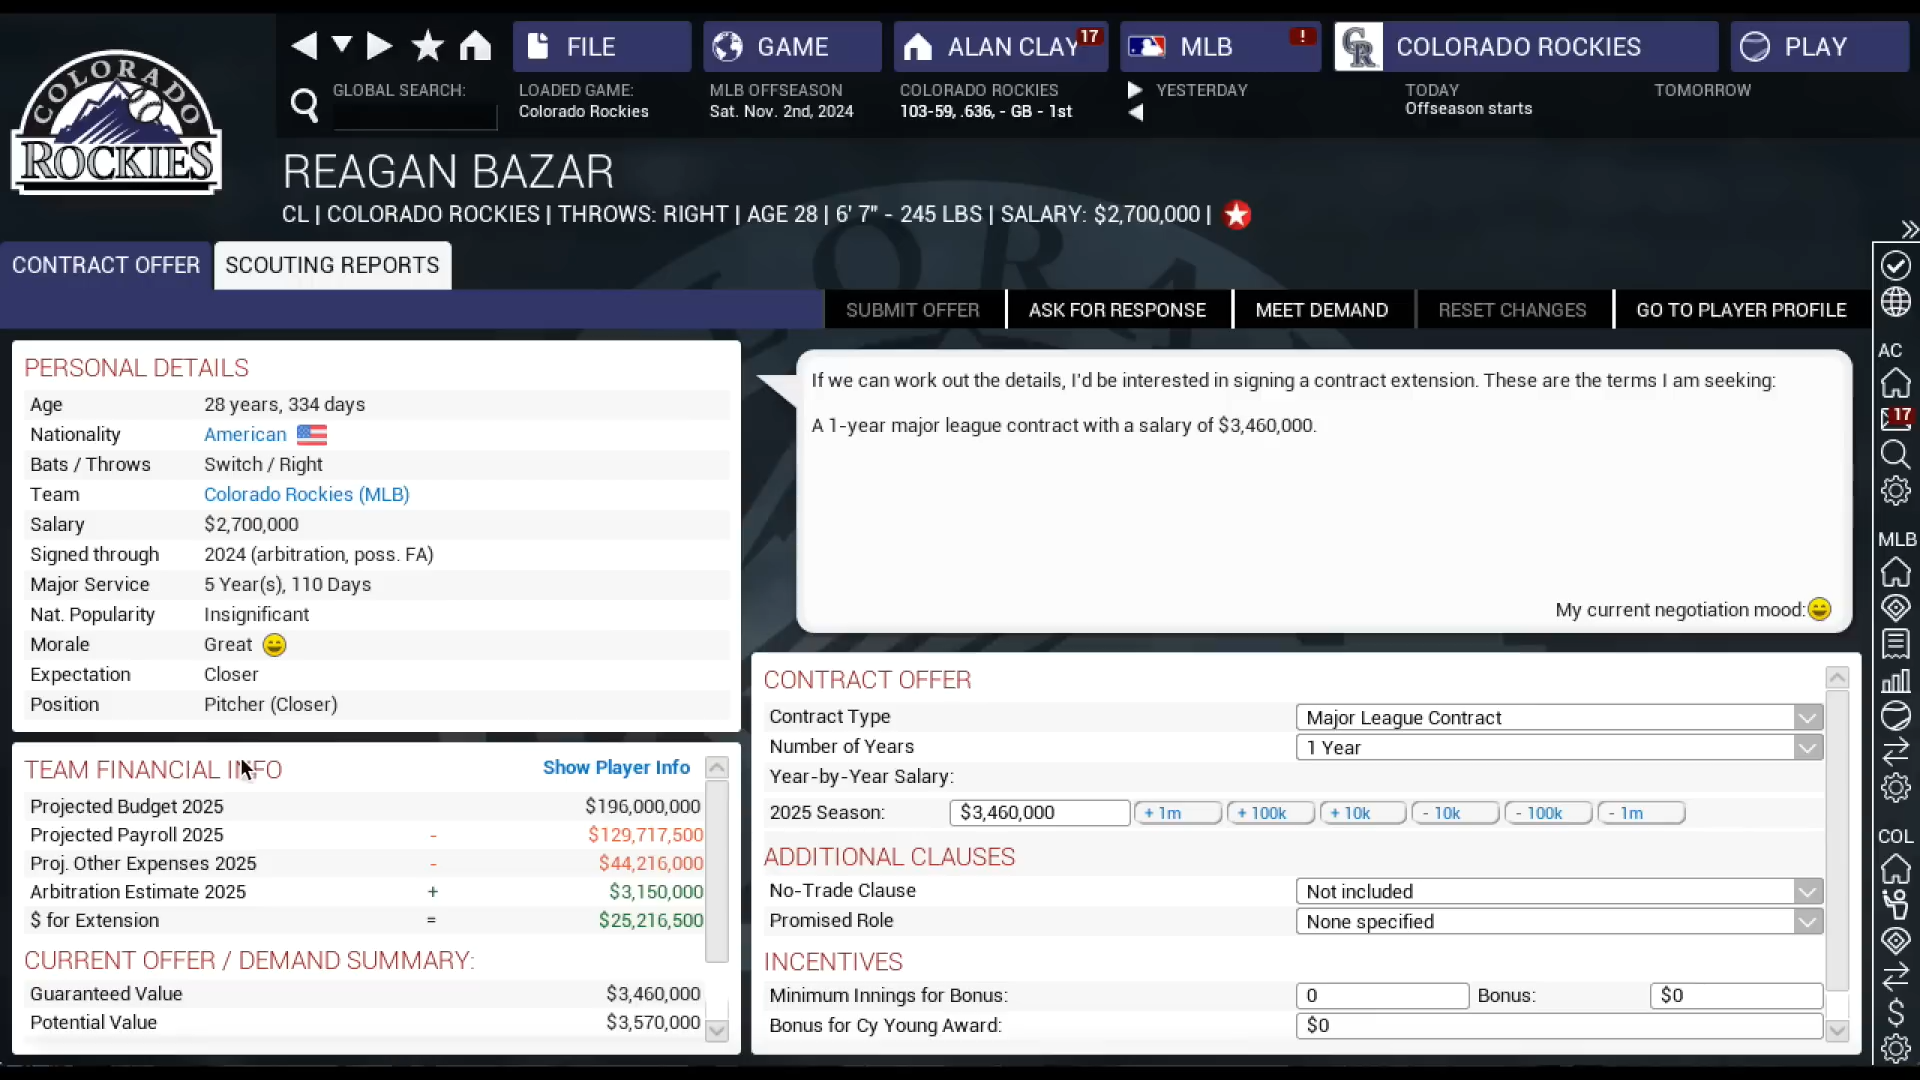 COLORADO
ROCKIES
FILE
GAME
ALAN CLAY
17
MLB
!
CR
COLORADO ROCKIES
PLAY
GLOBAL SEARCH:
LOADED GAME:
Colorado Rockies
MLB OFFSEASON
Sat. Nov. 2nd, 2024
COLORADO ROCKIES
103-59, .636, - GB - 1st
YESTERDAY
TODAY
Offseason starts
TOMORROW
REAGAN BAZAR
CL | COLORADO ROCKIES | THROWS: RIGHT | AGE 28 | 6' 7" - 245 LBS | SALARY: $2,700,000 |
CONTRACT OFFER
SCOUTING REPORTS
SUBMIT OFFER
ASK FOR RESPONSE
MEET DEMAND
RESET CHANGES
GO TO PLAYER PROFILE
PERSONAL DETAILS
Age 28 years, 334 days
Nationality American
Bats / Throws Switch / Right
Team Colorado Rockies (MLB)
Salary $2,700,000
Signed through 2024 (arbitration, poss. FA)
Major Service 5 Year(s), 110 Days
Nat. Popularity Insignificant
Morale Great
Expectation Closer
Position Pitcher (Closer)
TEAM FINANCIAL INFO
Show Player Info
Projected Budget 2025 $196,000,000
Projected Payroll 2025 - $129,717,500
Proj. Other Expenses 2025 - $44,216,000
Arbitration Estimate 2025 + $3,150,000
$ for Extension = $25,216,500
CURRENT OFFER / DEMAND SUMMARY:
Guaranteed Value $3,460,000
Potential Value $3,570,000
If we can work out the details, I'd be interested in signing a contract extension. These are the terms I am seeking:
A 1-year major league contract with a salary of $3,460,000.
My current negotiation mood:
CONTRACT OFFER
Contract Type Major League Contract
Number of Years 1 Year
Year-by-Year Salary:
2025 Season: $3,460,000 + 1m + 100k + 10k - 10k - 100k - 1m
ADDITIONAL CLAUSES
No-Trade Clause Not included
Promised Role None specified
INCENTIVES
Minimum Innings for Bonus: 0 Bonus: $0
Bonus for Cy Young Award: $0
AC
17
MLB
COL
$